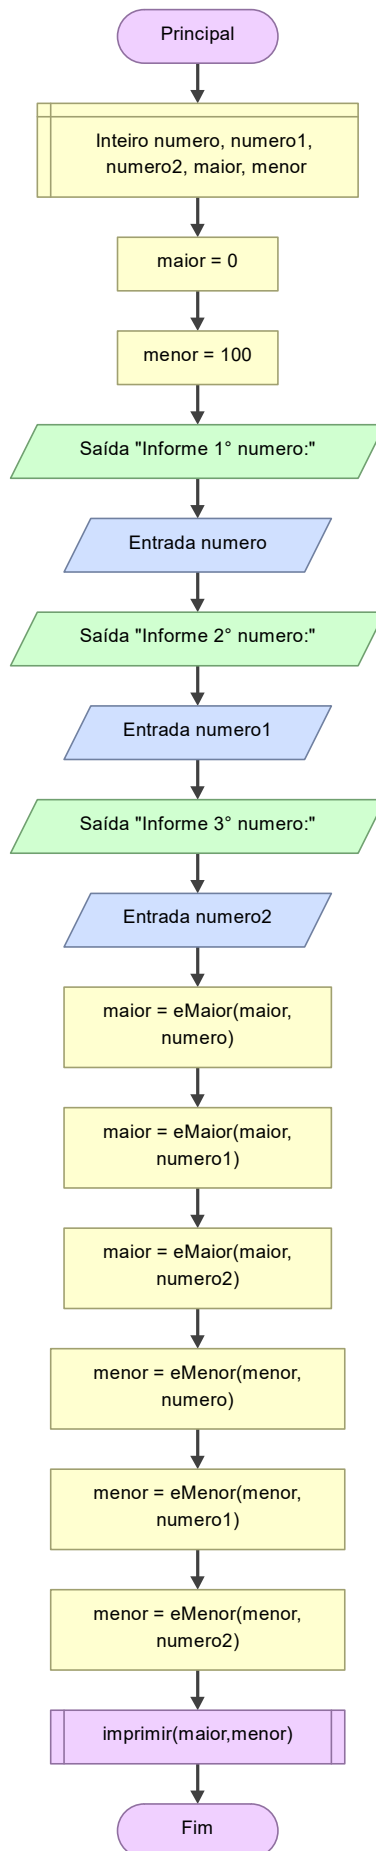 Principal
Inteiro numero, numero1,
numero2, maior, menor
maior = 0
menor = 100
Saída "Informe 1° numero:"
Entrada numero
Saída "Informe 2° numero:"
Entrada numero1
Saída "Informe 3° numero:"
Entrada numero2
maior = eMaior(maior,
numero)
maior = eMaior(maior,
numero1)
maior = eMaior(maior,
numero2)
menor = eMenor(menor,
numero)
menor = eMenor(menor,
numero1)
menor = eMenor(menor,
numero2)
imprimir(maior,menor)
Fim